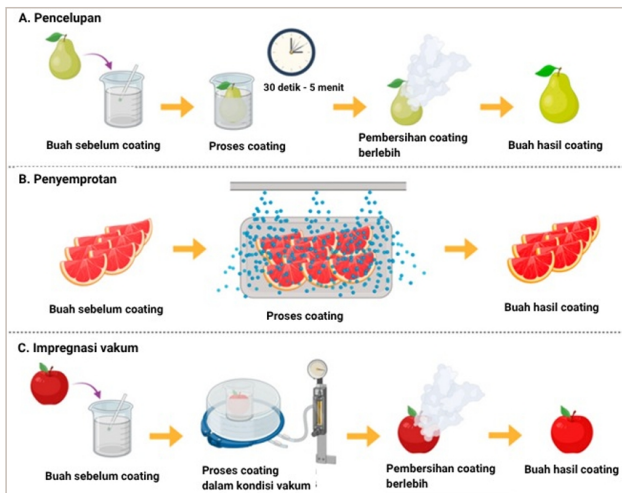 A. Pencelupan
30 detik - 5 menit
Buah sebelum coating
Proses coating
Pembersihan coating
berlebih
Buah hasil coating
B. Penyemprotan
Buah sebelum coating
Proses coating
Buah hasil coating
C. Impregnasi vakum
Buah sebelum coating
Proses coating
dalam kondisi vakum
Pembersihan coating
berlebih
Buah hasil coating